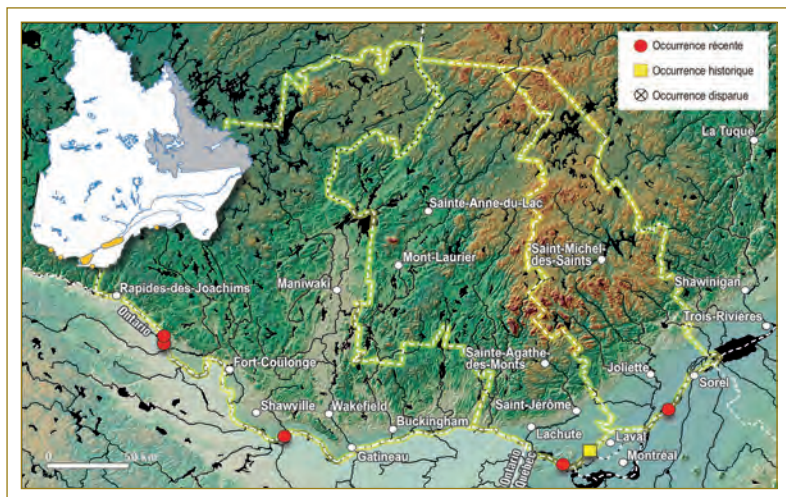 Occurrence récente
Occurrence historique
Occurrence disparue
La Tuque
Sainte-Anne-du-Lac
Saint-Michel
des-Saints
Mont-Laurier
Maniwaki
Rapides-des-Joachims
Shawinigan
Ontario
Trois-Rivières
Fort-Coulonge
Sainte-Agathe
des-Monts
Joliette
Sorel
Shawville
Wakefield
Buckingham
Saint-Jérôme
Lachute
Laval
Gatineau
Montréal
Ontario
Québec
0 50 km